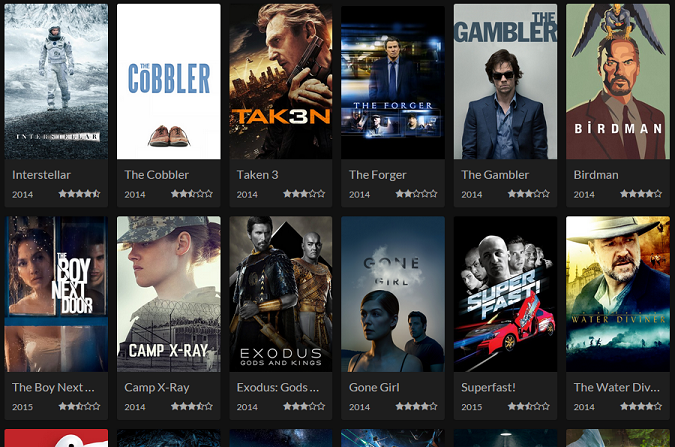 INTERSTELLAR
THE
COBBLER
TAK3N
THE FORGER
THE
GAMBLER
BIRDMAN
Interstellar
The Cobbler
Taken 3
The Forger
The Gambler
Birdman
2014
2014
2014
2014
2014
2014
THE
BOY
NEXT
DOOR
CAMP X-RAY
EXODUS
GODS AND KINGS
GONE
GIRL
SUPER
FAST!
WATER DIVINER
The Boy Next ...
Camp X-Ray
Exodus: Gods ...
Gone Girl
Superfast!
The Water Div...
2015
2014
2014
2014
2015
2014